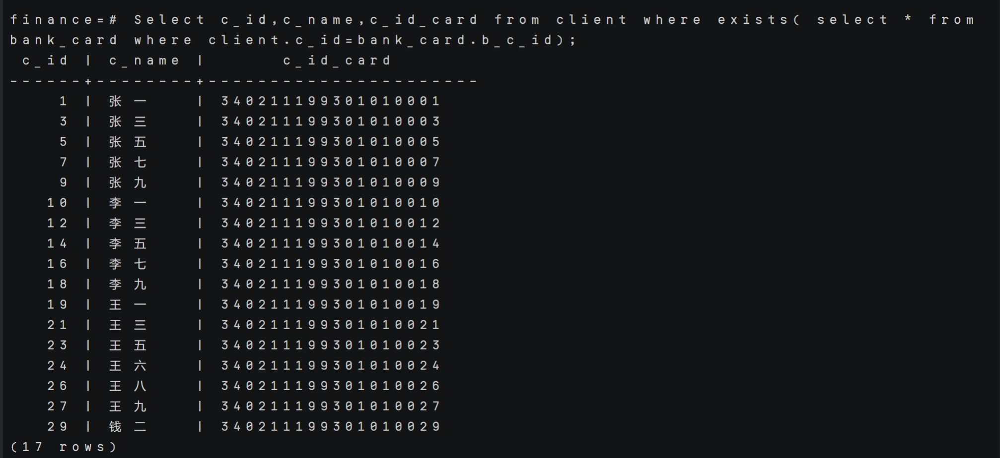 finance=# Select c_id,c_name,c_id_card from client where exists( select * from
bank_card where client.c_id=bank_card.b_c_id);
 c_id | c_name |      c_id_card
------+--------+----------------------
    1 | 张一   | 340211199301010001
    3 | 张三   | 340211199301010003
    5 | 张五   | 340211199301010005
    7 | 张七   | 340211199301010007
    9 | 张九   | 340211199301010009
   10 | 李一   | 340211199301010010
   12 | 李三   | 340211199301010012
   14 | 李五   | 340211199301010014
   16 | 李七   | 340211199301010016
   18 | 李九   | 340211199301010018
   19 | 王一   | 340211199301010019
   21 | 王三   | 340211199301010021
   23 | 王五   | 340211199301010023
   24 | 王六   | 340211199301010024
   26 | 王八   | 340211199301010026
   27 | 王九   | 340211199301010027
   29 | 钱二   | 340211199301010029
(17 rows)